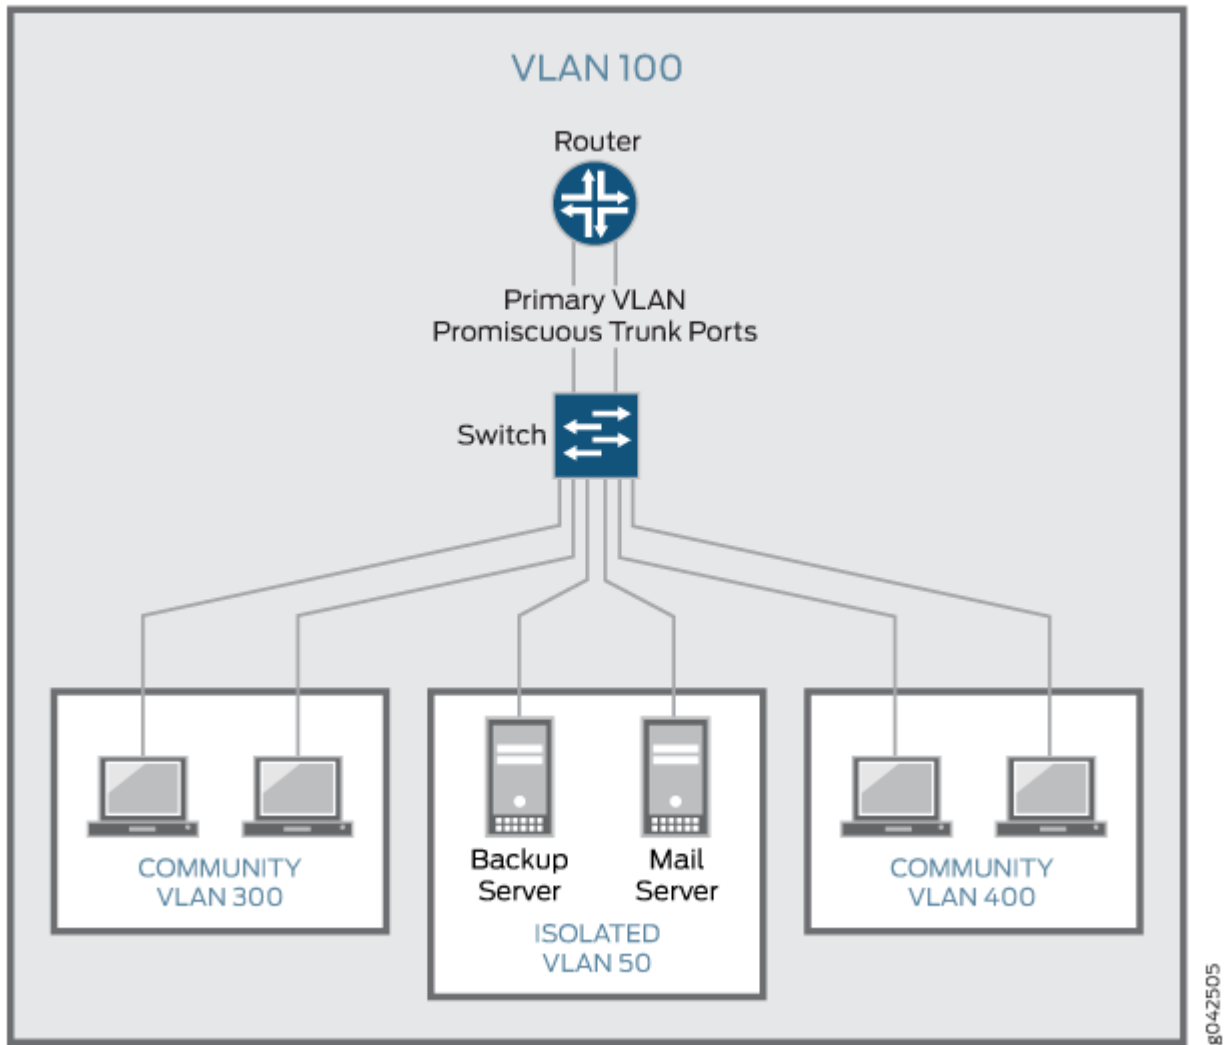 VLAN 100
Router
Primary VLAN
Promiscuous Trunk Ports
Switch
COMMUNITY
VLAN 300
Backup
Server
Mail
Server
ISOLATED
VLAN 50
COMMUNITY
VLAN 400
g042505